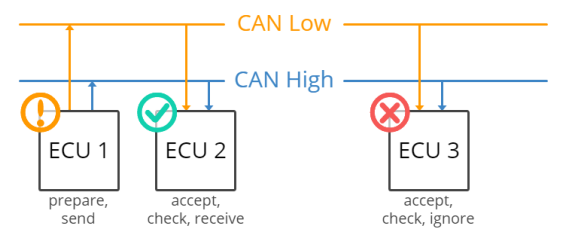 CAN Low
CAN High
ECU 1
ECU 2
ECU 3
prepare,
send
accept,
check, receive
accept,
check, ignore